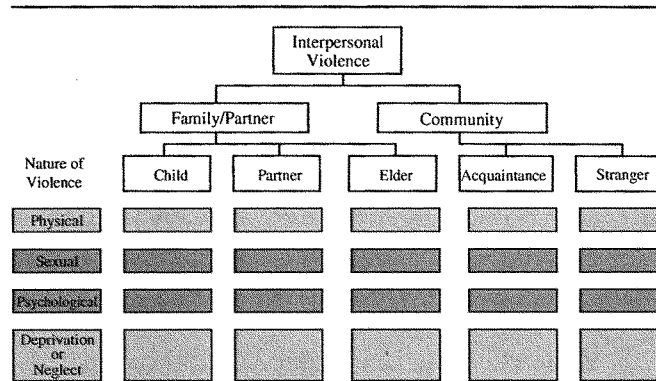 Interpersonal
Violence
Family/Partner
Community
Nature of
Violence
Child
Partner
Elder
Acquaintance
Stranger
Physical
Sexual
Psychological
Deprivation
or
Neglect